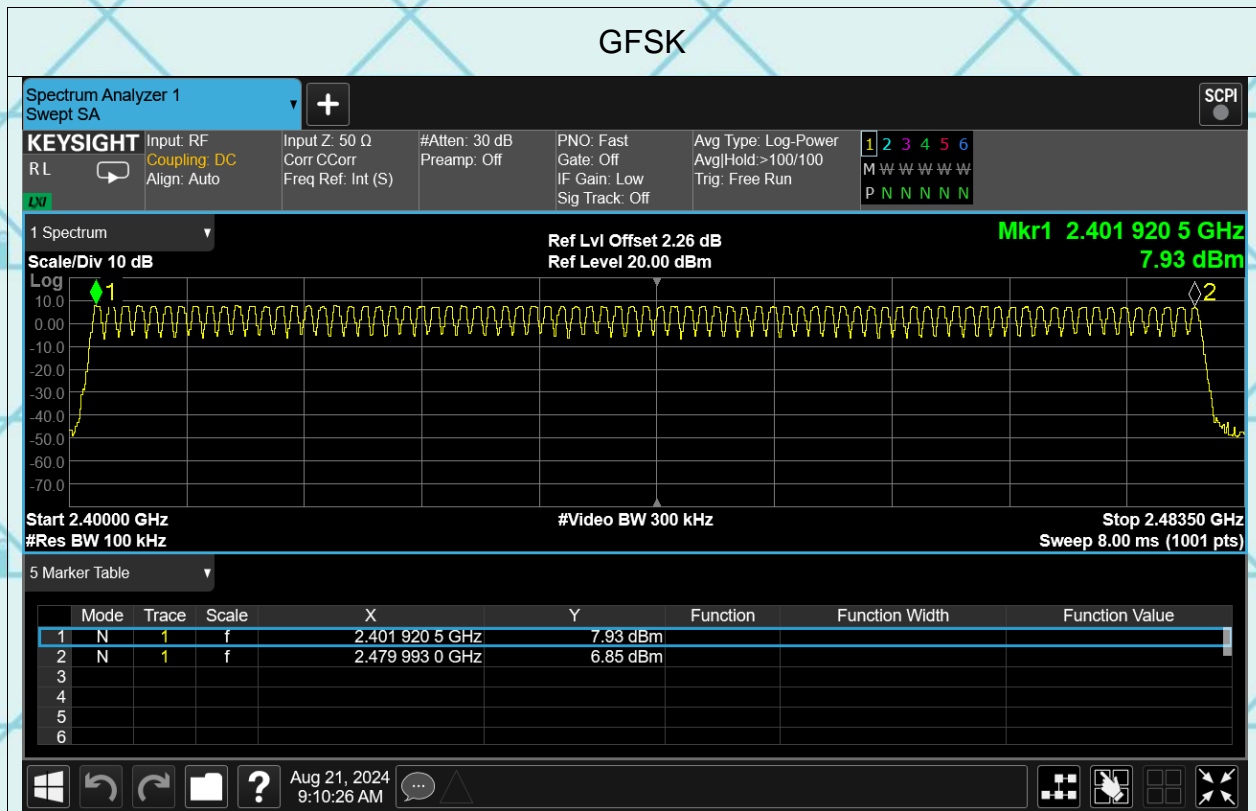 GFSK
Spectrum Analyzer 1
Swept SA
+
SCPI
KEYSIGHT
R L
LXI
Input: RF
Coupling: DC
Align: Auto
Input Z: 50 Ω
Corr CCorr
Freq Ref: Int (S)
#Atten: 30 dB
Preamp: Off
PNO: Fast
Gate: Off
IF Gain: Low
Sig Track: Off
Avg Type: Log-Power
Avg|Hold:>100/100
Trig: Free Run
1 2 3 4 5 6
M W W W W W
P N N N N N
1 Spectrum
Scale/Div 10 dB
Ref Lvl Offset 2.26 dB
Ref Level 20.00 dBm
Mkr1 2.401 920 5 GHz
7.93 dBm
Log
1
2
10.0
0.00
-10.0
-20.0
-30.0
-40.0
-50.0
-60.0
-70.0
Start 2.40000 GHz
#Res BW 100 kHz
#Video BW 300 kHz
Stop 2.48350 GHz
Sweep 8.00 ms (1001 pts)
5 Marker Table
Mode Trace Scale X Y Function Function Width Function Value
1 N 1 f 2.401 920 5 GHz 7.93 dBm
2 N 1 f 2.479 993 0 GHz 6.85 dBm
3
4
5
6
?
Aug 21, 2024
9:10:26 AM